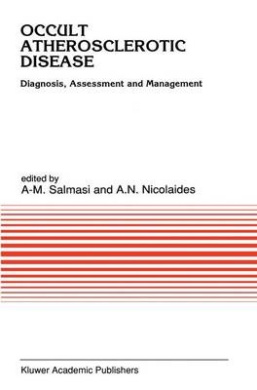 OCCULT
ATHEROSCLEROTIC
DISEASE
Diagnosis, Assessment and Management
edited by
A-M. Salmasi and A.N. Nicolaides
Kluwer Academic Publishers